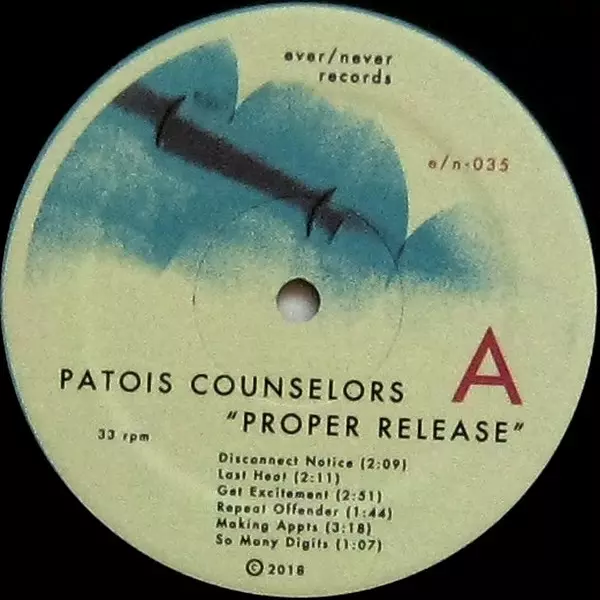 ever/never
records
e/n-035
A
PATOIS COUNSELORS
"PROPER RELEASE"
33 rpm
Disconnect Notice (2:09)
Last Heat (2:11)
Get Excitement (2:51)
Repeat Offender (1:44)
Making Appts (3:18)
So Many Digits (1:07)
© 2018